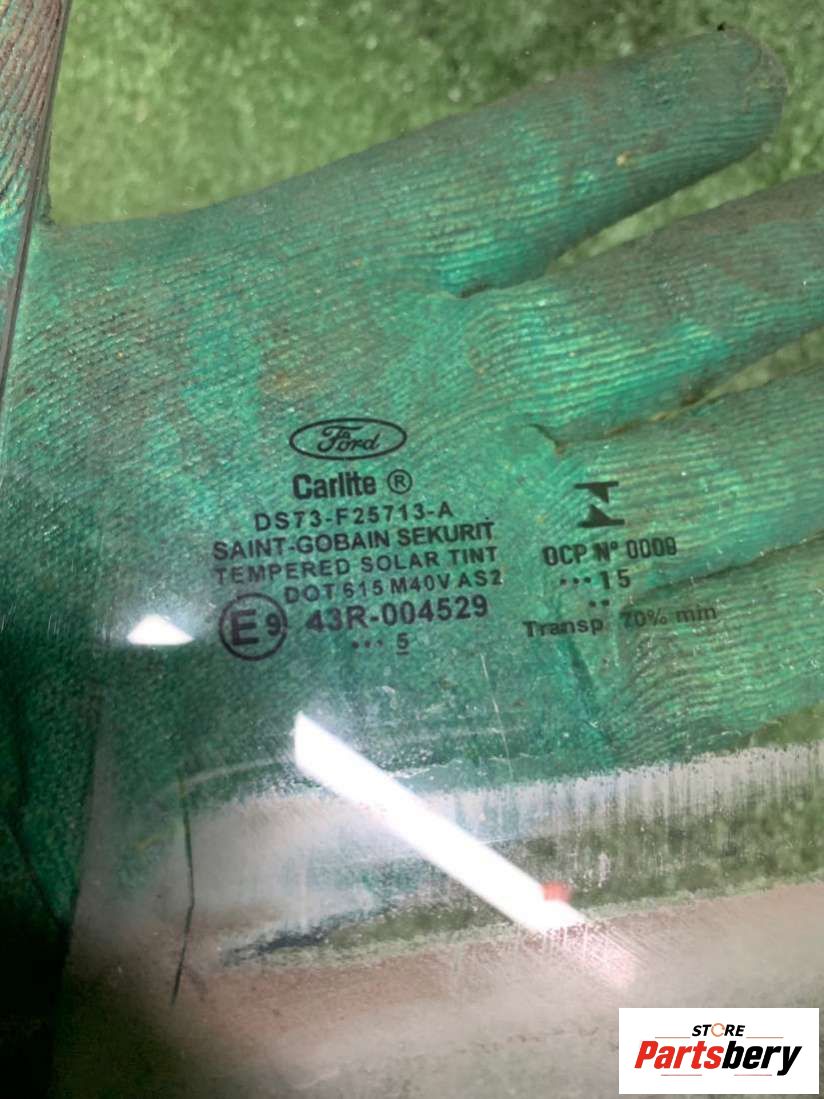 Ford
Carlite ®
DS73-F25713-A
SAINT-GOBAIN SEKURIT
TEMPERED SOLAR TINT
DOT 615 M40V AS2
E9 43R-004529
••• 5
OCP Nº 0008
•••15
••
Transp 70% min
STORE
Partsbery